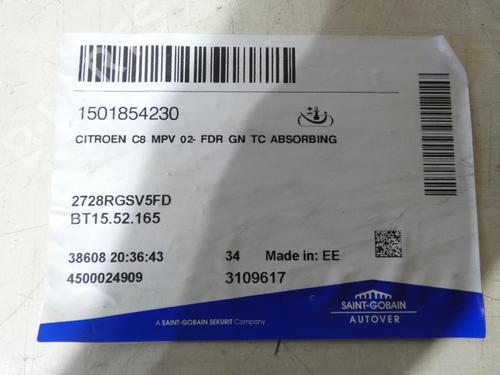 1501854230
CITROEN C8 MPV 02- FDR GN TC ABSORBING
2728RGSV5FD
BT15.52.165
38608 20:36:43 34 Made in: EE
4500024909 3109617
A SAINT-GOBAIN SEKURIT Company
SAINT-GOBAIN
AUTOVER